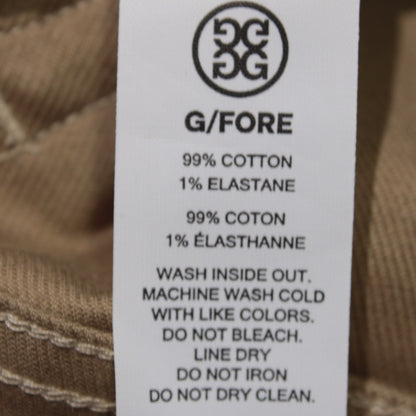 G/FORE
99% COTTON
1% ELASTANE
99% COTON
1% ÉLASTHANNE
WASH INSIDE OUT.
MACHINE WASH COLD
WITH LIKE COLORS.
DO NOT BLEACH.
LINE DRY
DO NOT IRON
DO NOT DRY CLEAN.